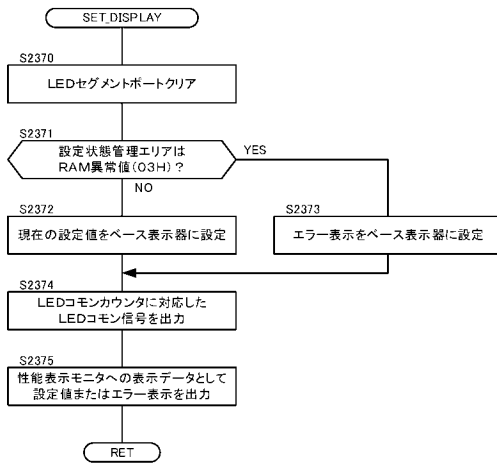 SET_DISPLAY
S2370
LEDセグメントポートクリア
S2371
設定状態管理エリアは
RAM異常値(03H)?
YES
NO
S2372
現在の設定値をベース表示器に設定
S2373
エラー表示をベース表示器に設定
S2374
LEDコモンカウンタに対応した
LEDコモン信号を出力
S2375
性能表示モニタへの表示データとして
設定値またはエラー表示を出力
RET